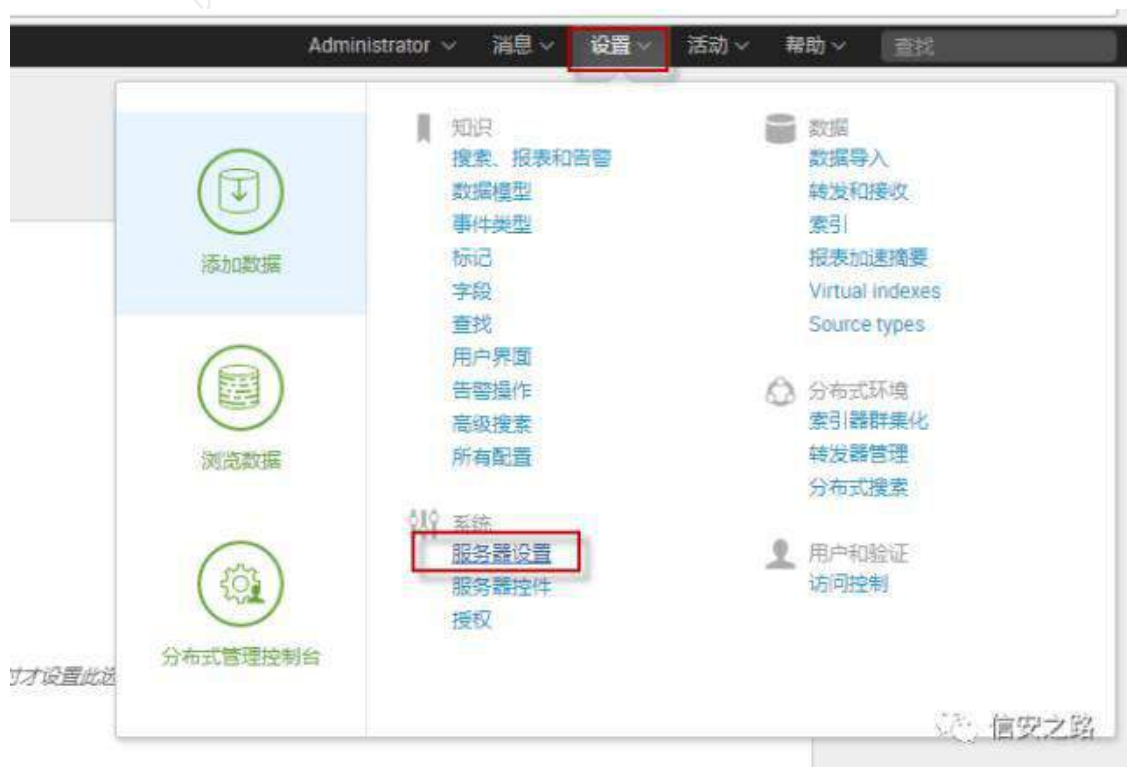 Administrator 消息 设置 活动 帮助 查找
添加数据
浏览数据
分布式管理控制台
知识
搜索、报表和告警
数据模型
事件类型
标记
字段
查找
用户界面
告警操作
高级搜索
所有配置
系统
服务器设置
服务器控件
授权
数据
数据导入
转发和接收
索引
报表加速摘要
Virtual indexes
Source types
分布式环境
索引器群集化
转发器管理
分布式搜索
用户和验证
访问控制
时才设置此选
信安之路